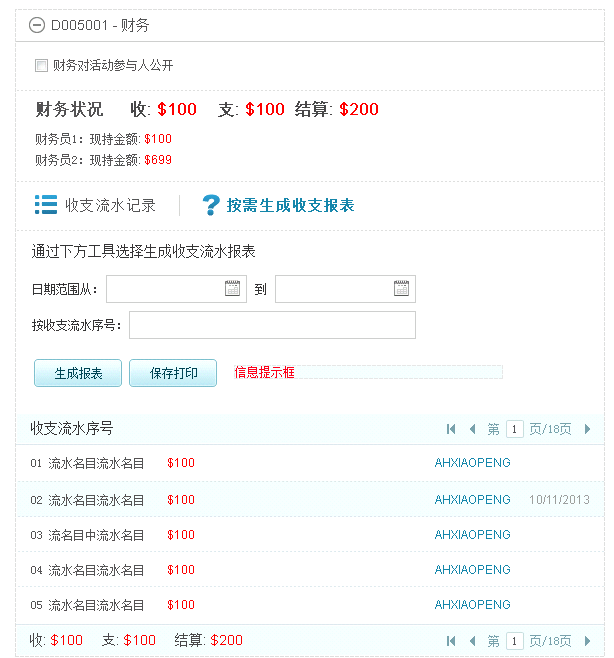 D005001 - 财务
财务对活动参与人公开
财务状况 收: $100 支: $100 结算: $200
财务员1: 现持金额: $100
财务员2: 现持金额: $699
收支流水记录 ? 按需生成收支报表
通过下方工具选择生成收支流水报表
日期范围从: 到
按收支流水序号:
生成报表 保存打印 信息提示框
收支流水序号 第 1 页/18页
01 流水名目流水名目 $100 AHXIAOPENG
02 流水名目流水名目 $100 AHXIAOPENG 10/11/2013
03 流名目中流水名目 $100 AHXIAOPENG
04 流水名目流水名目 $100 AHXIAOPENG
05 流水名目流水名目 $100 AHXIAOPENG
收: $100 支: $100 结算: $200 第 1 页/18页